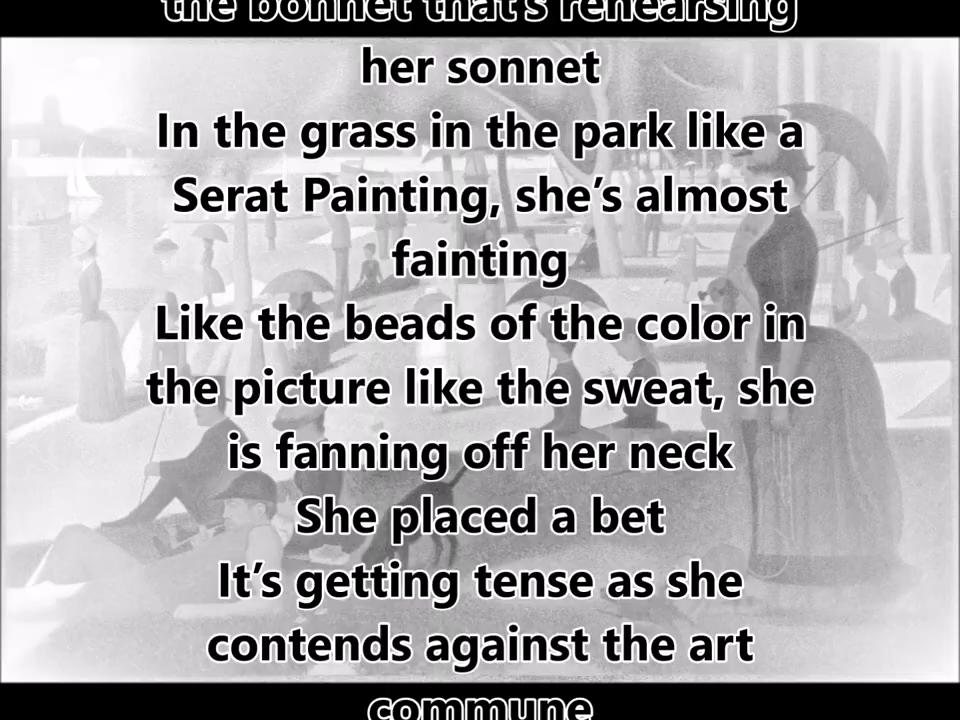 the bonnet that's rehearsing
her sonnet
In the grass in the park like a
Serat Painting, she’s almost
fainting
Like the beads of the color in
the picture like the sweat, she
is fanning off her neck
She placed a bet
It’s getting tense as she
contends against the art
commune